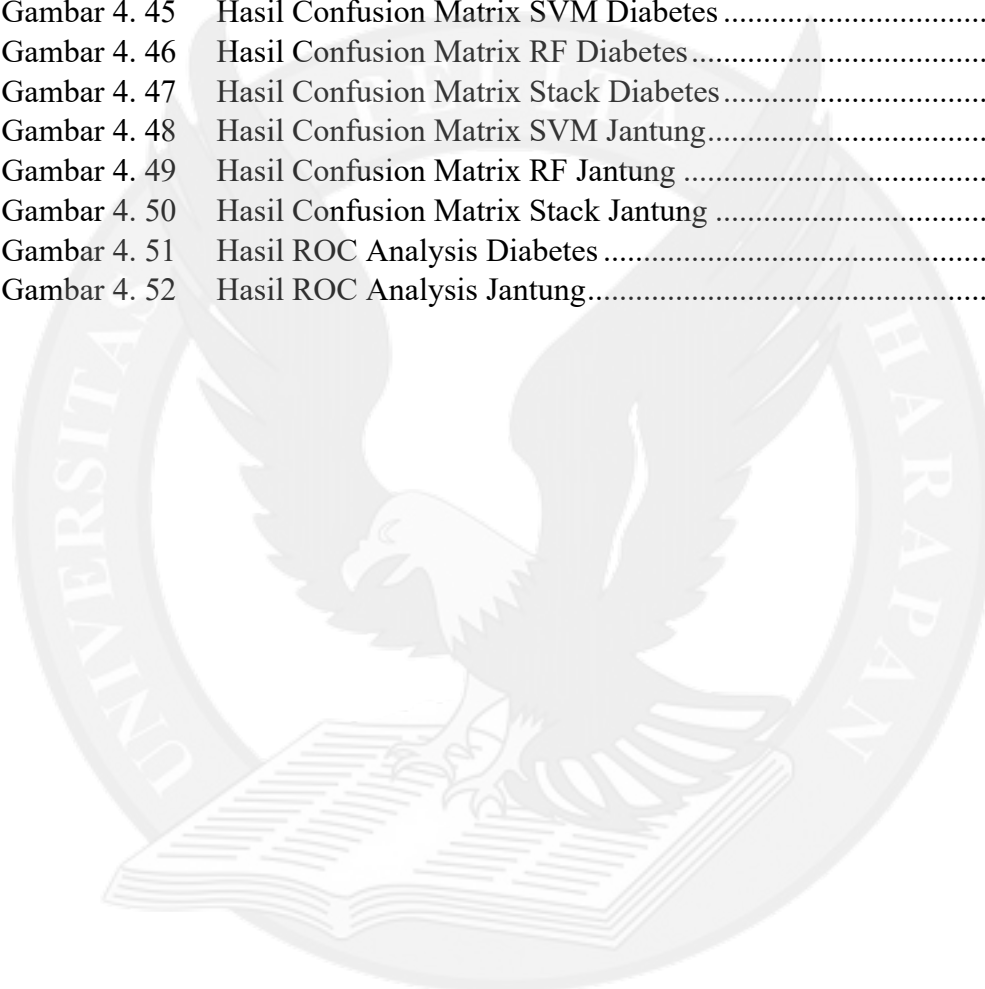 Gambar 4. 45 Hasil Confusion Matrix SVM Diabetes ..............................
Gambar 4. 46 Hasil Confusion Matrix RF Diabetes ..................................
Gambar 4. 47 Hasil Confusion Matrix Stack Diabetes ..............................
Gambar 4. 48 Hasil Confusion Matrix SVM Jantung................................
Gambar 4. 49 Hasil Confusion Matrix RF Jantung ...................................
Gambar 4. 50 Hasil Confusion Matrix Stack Jantung ...............................
Gambar 4. 51 Hasil ROC Analysis Diabetes ............................................
Gambar 4. 52 Hasil ROC Analysis Jantung..............................................
UNIVERSITAS PELITA HARAPAN